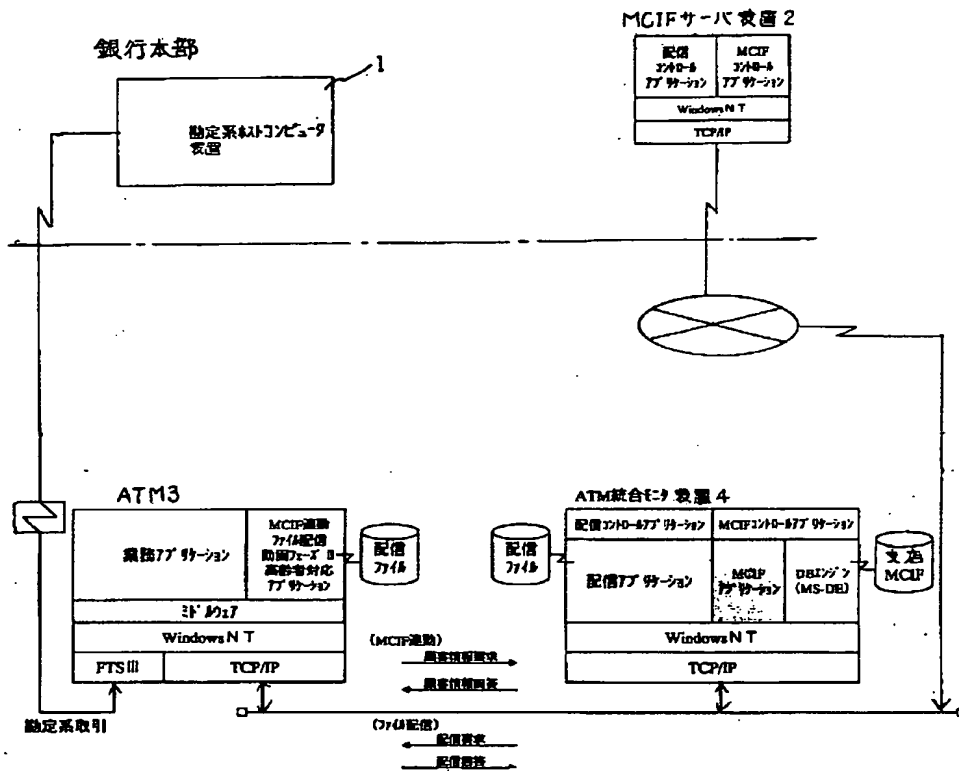 MCIFサーバ装置2
銀行本部
1
勘定系ホストコンピュータ
装置
配信
コントロール
アプリケーション
MCIF
コントロール
アプリケーション
Windows NT
TCP/IP
ATM3
業務アプリケーション
MCIF連動
ファイル配信
動画フェーズⅡ
高齢者対応
アプリケーション
ミドルウェア
Windows NT
FTSⅢ
TCP/IP
配信
ファイル
勘定系取引
ATM統合モニタ装置4
配信コントロールアプリケーション
MCIFコントロールアプリケーション
配信アプリケーション
MCIF
アプリケーション
DBエンジン
(MS-DB)
Windows NT
TCP/IP
配信
ファイル
支店
MCIF
(MCIF連動)
顧客情報要求
顧客情報回答
(ファイル配信)
配信要求
配信回答